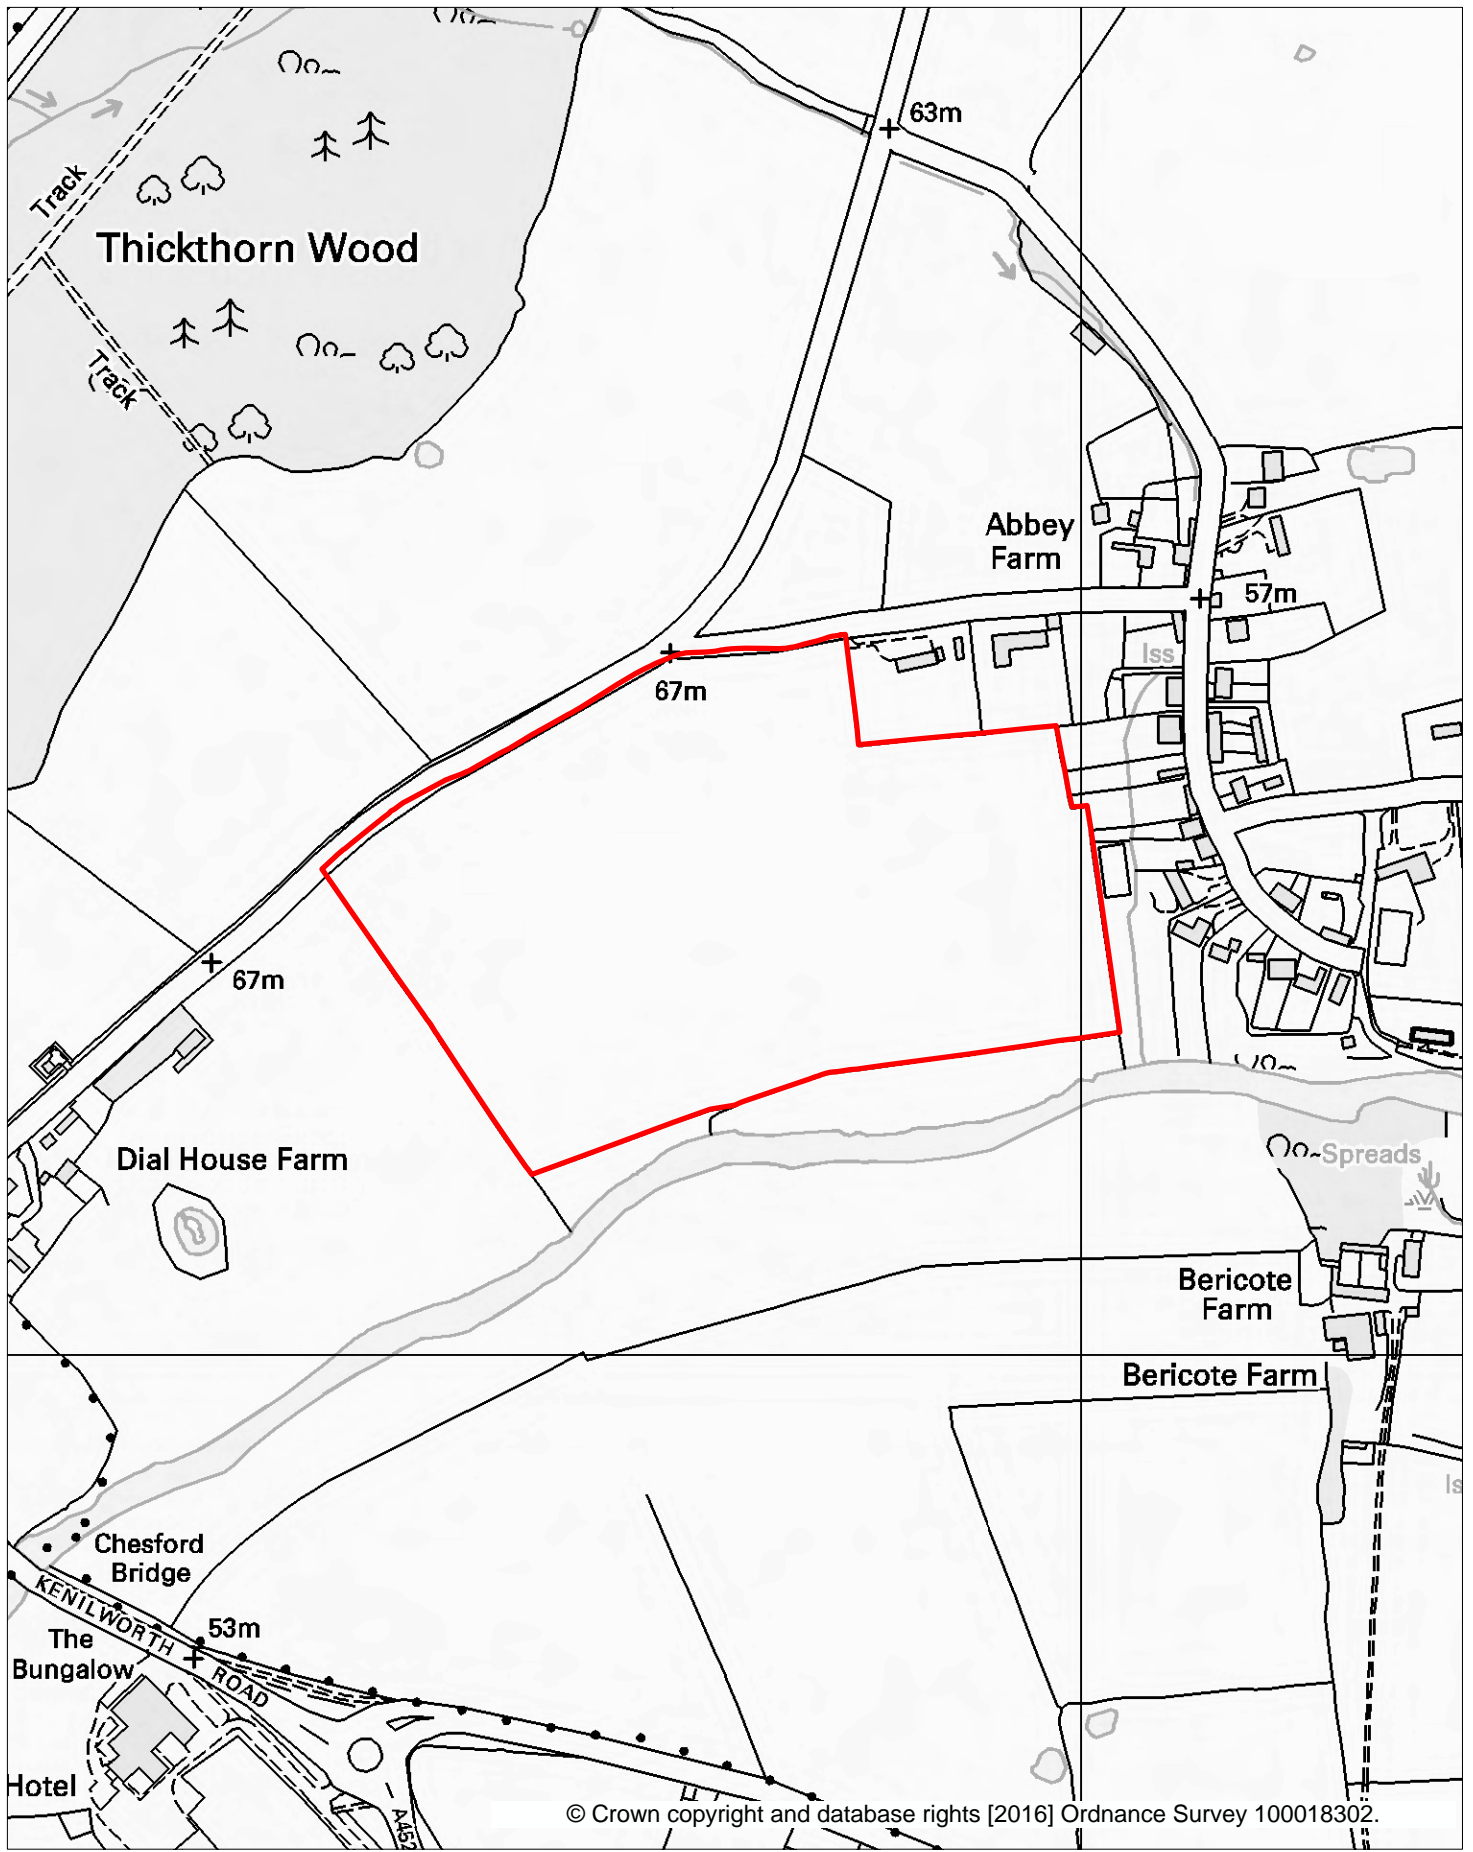 63m
Track
Thickthorn Wood
Track
Abbey
Farm
57m
Iss
67m
67m
Dial House Farm
Spreads
Bericote
Farm
Bericote Farm
Is
Chesford
Bridge
KENILWORTH ROAD
53m
The
Bungalow
Hotel
A452
© Crown copyright and database rights [2016] Ordnance Survey 100018302.